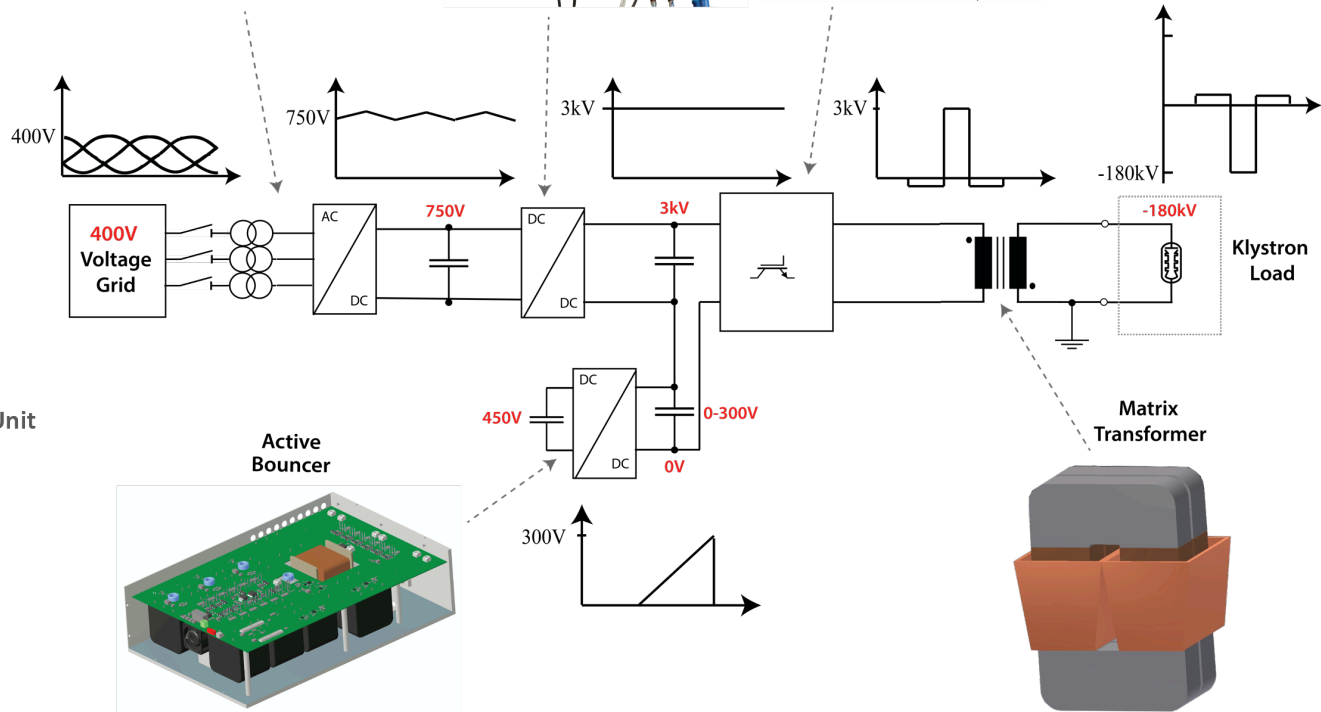 400V
750V
3kV
3kV
-180kV
400V
Voltage
Grid
AC
DC
750V
DC
DC
3kV
-180kV
Klystron
Load
DC
DC
450V
0-300V
0V
Unit
Active
Bouncer
Matrix
Transformer
300V